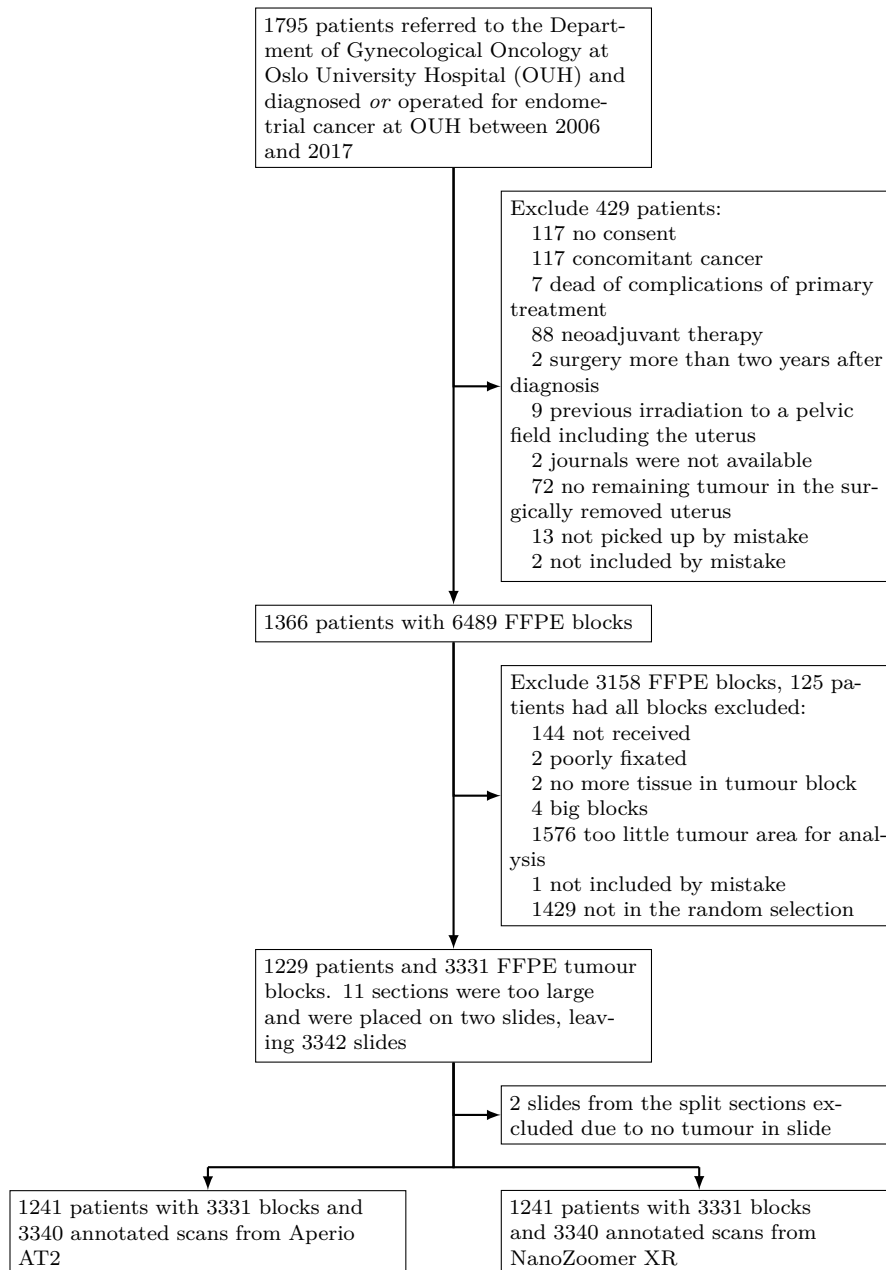 1795 patients referred to the Depart-
ment of Gynecological Oncology at
Oslo University Hospital (OUH) and
diagnosed or operated for endome-
trial cancer at OUH between 2006
and 2017
Exclude 429 patients:
117 no consent
117 concomitant cancer
7 dead of complications of primary
treatment
88 neoadjuvant therapy
2 surgery more than two years after
diagnosis
9 previous irradiation to a pelvic
field including the uterus
2 journals were not available
72 no remaining tumour in the sur-
gically removed uterus
13 not picked up by mistake
2 not included by mistake
1366 patients with 6489 FFPE blocks
Exclude 3158 FFPE blocks, 125 pa-
tients had all blocks excluded:
144 not received
2 poorly fixated
2 no more tissue in tumour block
4 big blocks
1576 too little tumour area for anal-
ysis
1 not included by mistake
1429 not in the random selection
1229 patients and 3331 FFPE tumour
blocks. 11 sections were too large
and were placed on two slides, leav-
ing 3342 slides
2 slides from the split sections ex-
cluded due to no tumour in slide
1241 patients with 3331 blocks and
3340 annotated scans from Aperio
AT2
1241 patients with 3331 blocks
and 3340 annotated scans from
NanoZoomer XR